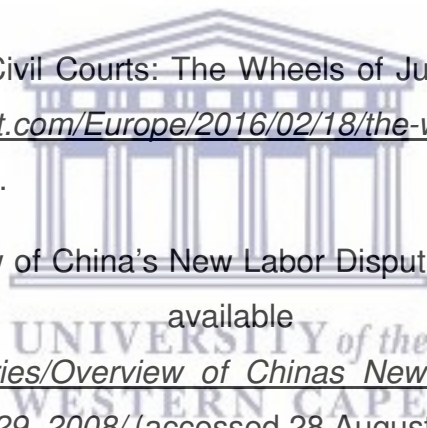 Civil Courts: The Wheels of Ju
t.com/Europe/2016/02/18/the-w
.
of China's New Labor Disput
available
UNIVERSITY of the
ries/Overview of Chinas New
WESTERN CAPE
29 2008/ (accessed 28 August